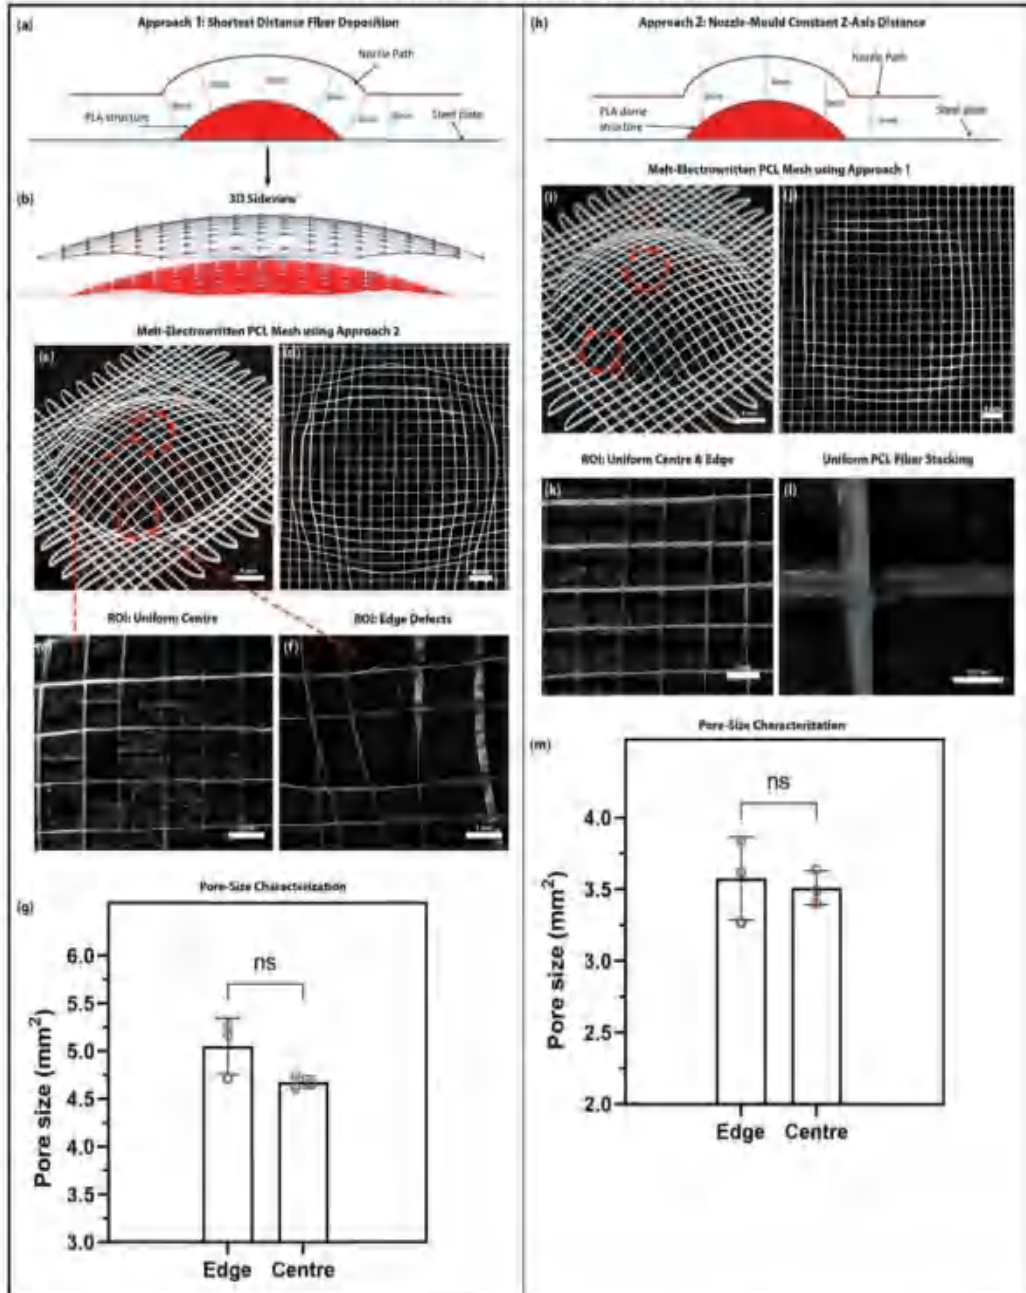 (a)
Approach 1: Shortest Distance Fiber Deposition
Nozzle Path
PLA structure
Steel plate
(b)
3D Sideview
Melt-Electrowritten PCL Mesh using Approach 2
(c)
(d)
ROI: Uniform Centre
ROI: Edge Defects
(f)
Pore-Size Characterization
(g)
Pore size (mm²)
6.0
5.5
5.0
4.5
4.0
3.5
3.0
ns
Edge Centre
(h)
Approach 2: Nozzle-Mould Constant Z-Axis Distance
Nozzle Path
PLA dome
structure
Steel plate
Melt-Electrowritten PCL Mesh using Approach 1
(i)
(j)
ROI: Uniform Centre & Edge
Uniform PCL Fiber Stacking
(k)
(l)
Pore-Size Characterization
(m)
Pore size (mm²)
4.0
3.5
3.0
2.5
2.0
ns
Edge Centre